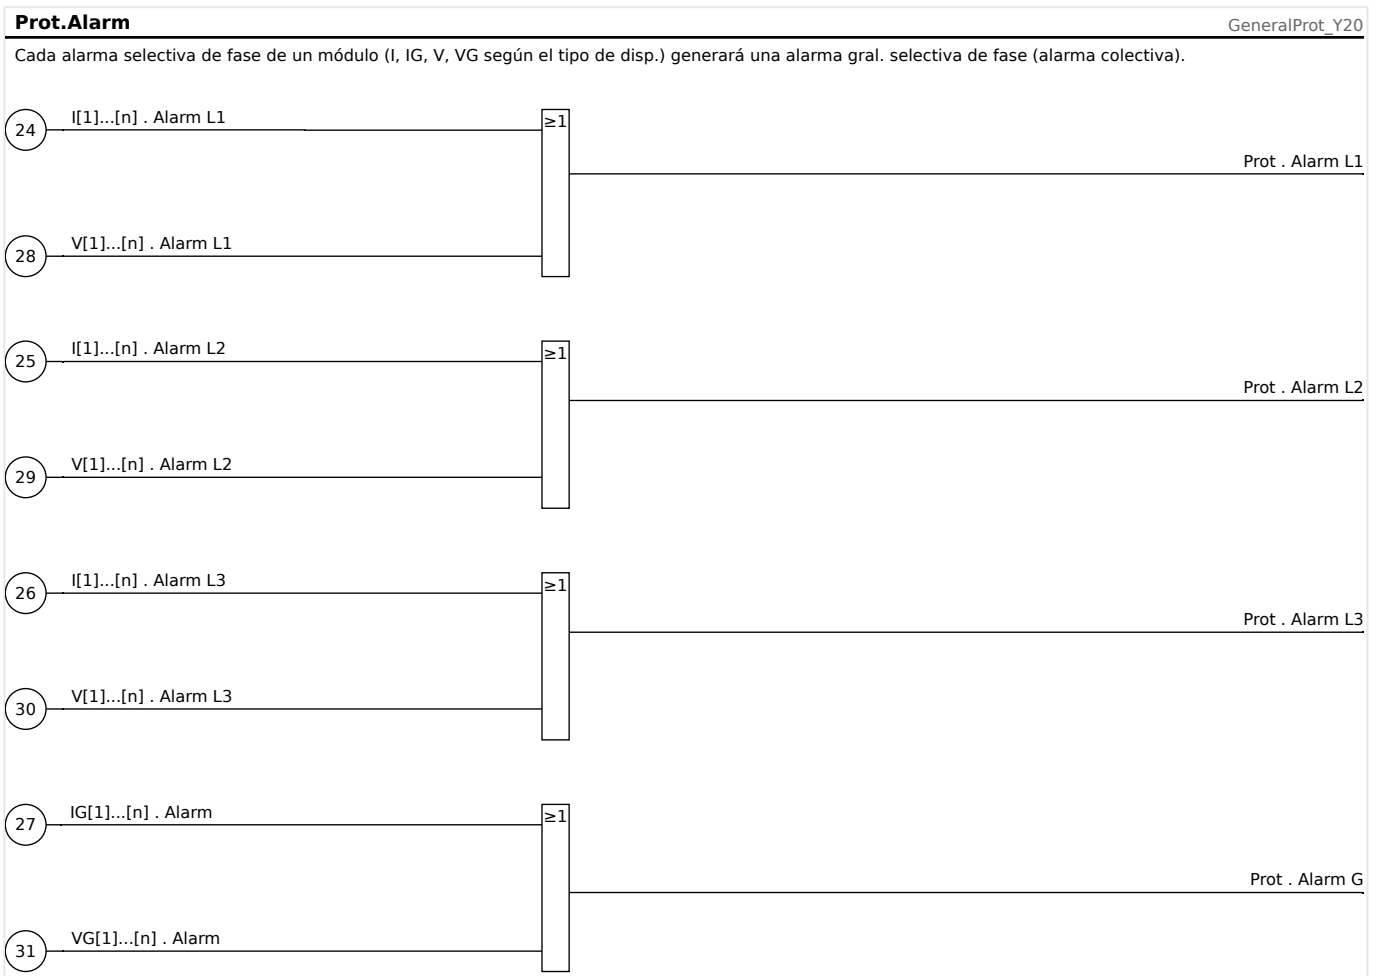 Prot.Alarm
GeneralProt_Y20
Cada alarma selectiva de fase de un módulo (I, IG, V, VG según el tipo de disp.) generará una alarma gral. selectiva de fase (alarma colectiva).
24
I[1]...[n] . Alarm L1
≥1
Prot . Alarm L1
28
V[1]...[n] . Alarm L1
25
I[1]...[n] . Alarm L2
≥1
Prot . Alarm L2
29
V[1]...[n] . Alarm L2
26
I[1]...[n] . Alarm L3
≥1
Prot . Alarm L3
30
V[1]...[n] . Alarm L3
27
IG[1]...[n] . Alarm
≥1
Prot . Alarm G
31
VG[1]...[n] . Alarm